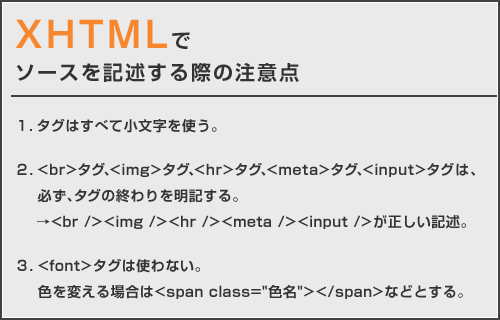 XHTMLで
ソースを記述する際の注意点
1. タグはすべて小文字を使う。
2. <br>タグ、<img>タグ、<hr>タグ、<meta>タグ、<input>タグは、
必ず、タグの終わりを明記する。
→<br /><img /><hr /><meta /><input />が正しい記述。
3. <font>タグは使わない。
色を変える場合は<span class="色名"></span>などとする。